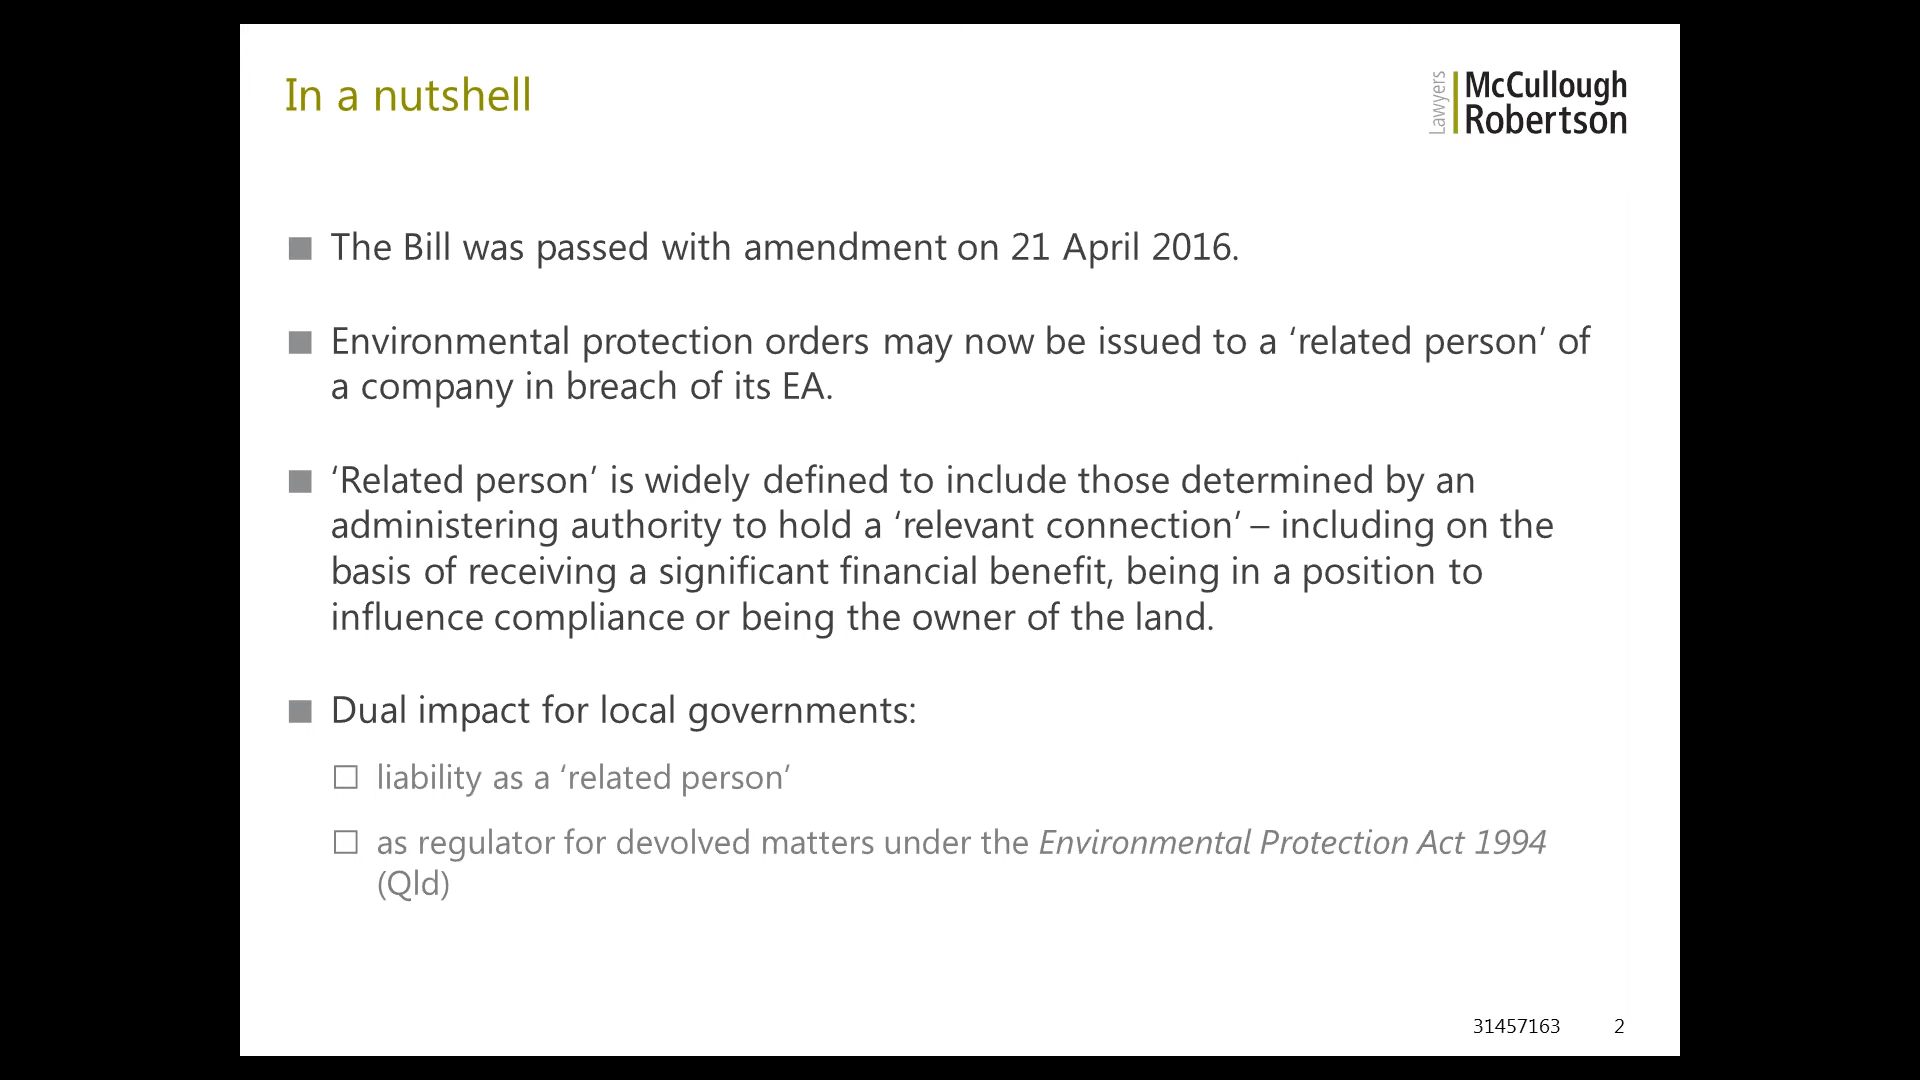 In a nutshell
Lawyers
McCullough
Robertson
The Bill was passed with amendment on 21 April 2016.
Environmental protection orders may now be issued to a ‘related person’ of
a company in breach of its EA.
‘Related person’ is widely defined to include those determined by an
administering authority to hold a ‘relevant connection’ – including on the
basis of receiving a significant financial benefit, being in a position to
influence compliance or being the owner of the land.
Dual impact for local governments:
liability as a ‘related person’
as regulator for devolved matters under the Environmental Protection Act 1994
(Qld)
31457163 2